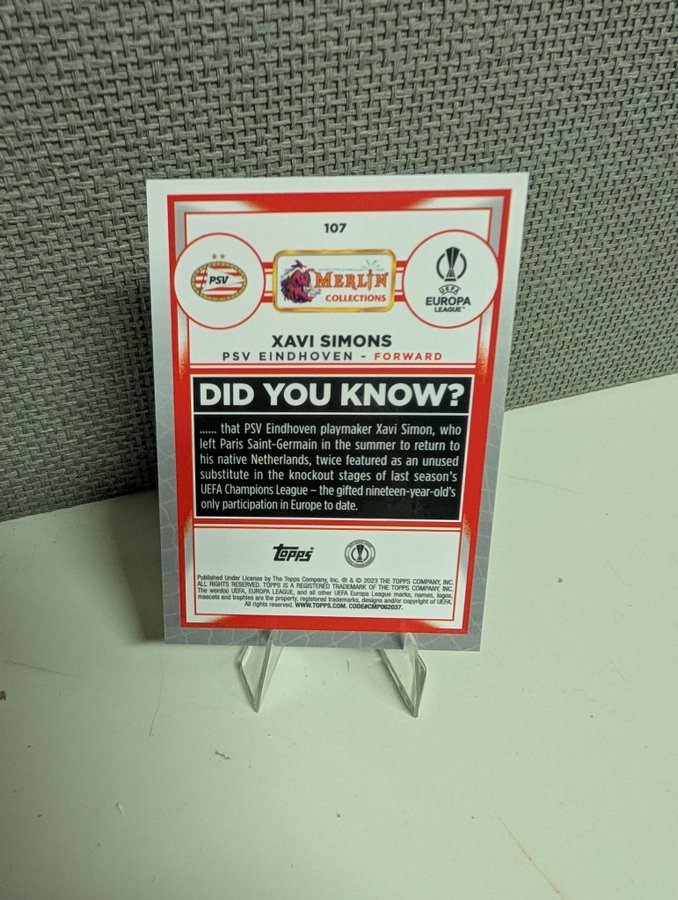 107
PSV
MERLIN
COLLECTIONS
UEFA
EUROPA
LEAGUE™
XAVI SIMONS
PSV EINDHOVEN - FORWARD
DID YOU KNOW?
...... that PSV Eindhoven playmaker Xavi Simon, who
left Paris Saint-Germain in the summer to return to
his native Netherlands, twice featured as an unused
substitute in the knockout stages of last season's
UEFA Champions League – the gifted nineteen-year-old's
only participation in Europe to date.
topps
Published Under License by The Topps Company, Inc. ® & © 2023 THE TOPPS COMPANY, INC.
ALL RIGHTS RESERVED. TOPPS IS A REGISTERED TRADEMARK OF THE TOPPS COMPANY, INC.
The word(s) UEFA, EUROPA LEAGUE, and all other UEFA Europa League marks, names, logos,
mascota and trophies are the property, registered trademarks, designs and/or copyright of UEFA.
All rights reserved. WWW.TOPPS.COM. CODE#CMP062037.